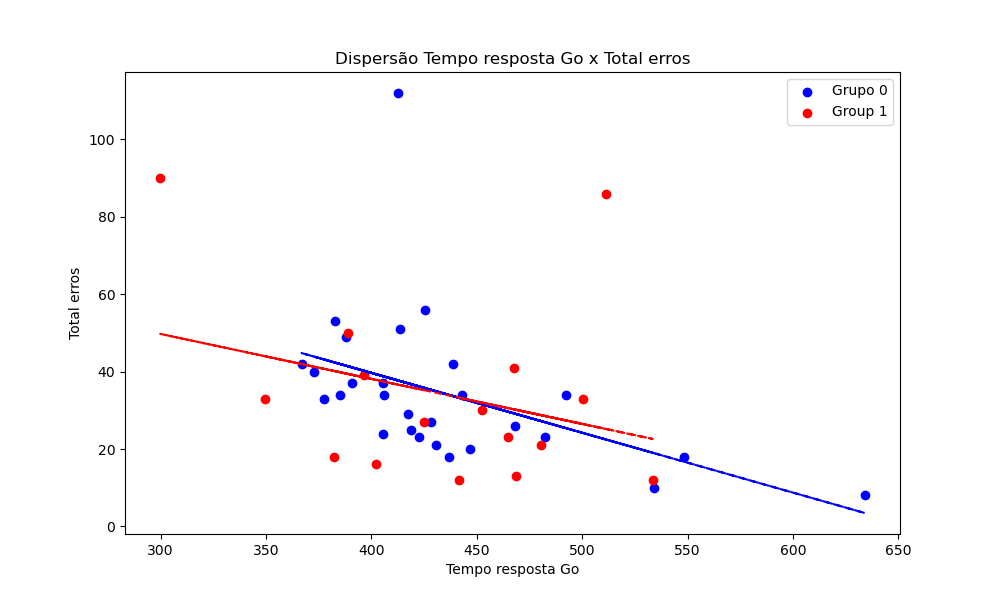 Dispersão Tempo resposta Go x Total erros
Grupo 0
Group 1
Total erros
100
80
60
40
20
0
300 350 400 450 500 550 600 650
Tempo resposta Go